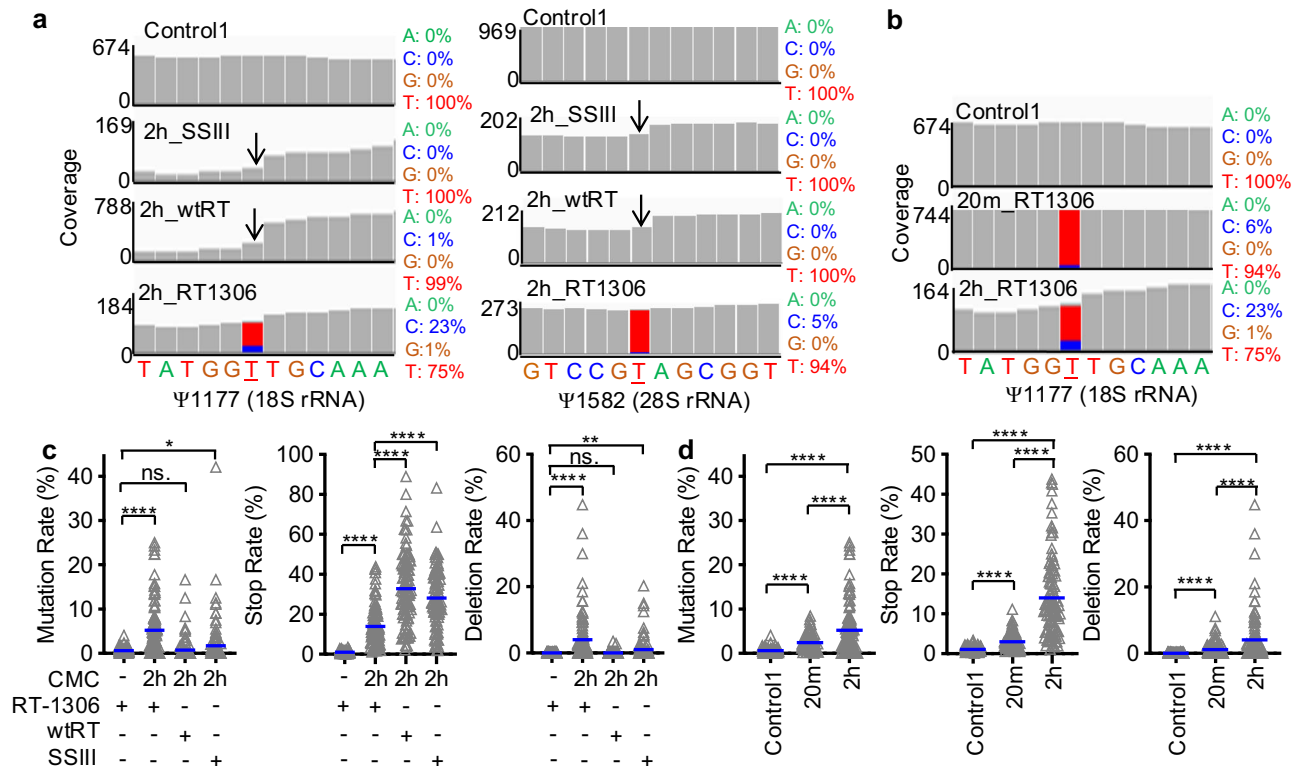 a
Control1
674
0
A: 0%
C: 0%
G: 0%
T: 100%
2h_SSIII
169
0
A: 0%
C: 0%
G: 0%
T: 100%
2h_wtRT
788
0
A: 0%
C: 1%
G: 0%
T: 99%
2h_RT1306
184
0
A: 0%
C: 23%
G:1%
T: 75%
Coverage
T A T G G T T G C A A A
Ψ1177 (18S rRNA)
Control1
969
0
A: 0%
C: 0%
G: 0%
T: 100%
2h_SSIII
202
0
A: 0%
C: 0%
G: 0%
T: 100%
2h_wtRT
212
0
A: 0%
C: 0%
G: 0%
T: 100%
2h_RT1306
273
0
A: 0%
C: 5%
G: 0%
T: 94%
G T C C G T A G C G G T
Ψ1582 (28S rRNA)
b
Control1
674
0
A: 0%
C: 0%
G: 0%
T: 100%
20m_RT1306
744
0
A: 0%
C: 6%
G: 0%
T: 94%
2h_RT1306
164
0
A: 0%
C: 23%
G: 1%
T: 75%
Coverage
T A T G G T T G C A A A
Ψ1177 (18S rRNA)
c
Mutation Rate (%)
40
30
20
10
0
*
ns.
****
Stop Rate (%)
100
80
60
40
20
0
****
****
****
Deletion Rate (%)
60
40
20
0
**
ns.
****
CMC - 2h 2h 2h - 2h 2h 2h - 2h 2h 2h
RT-1306 + + - - + + - - + + - -
wtRT - - + - - - + - - - + -
SSIII - - - + - - - + - - - +
d
Mutation Rate (%)
40
30
20
10
0
****
****
****
Control1
20m
2h
Stop Rate (%)
50
40
30
20
10
0
****
****
****
Control1
20m
2h
Deletion Rate (%)
60
40
20
0
****
****
****
Control1
20m
2h